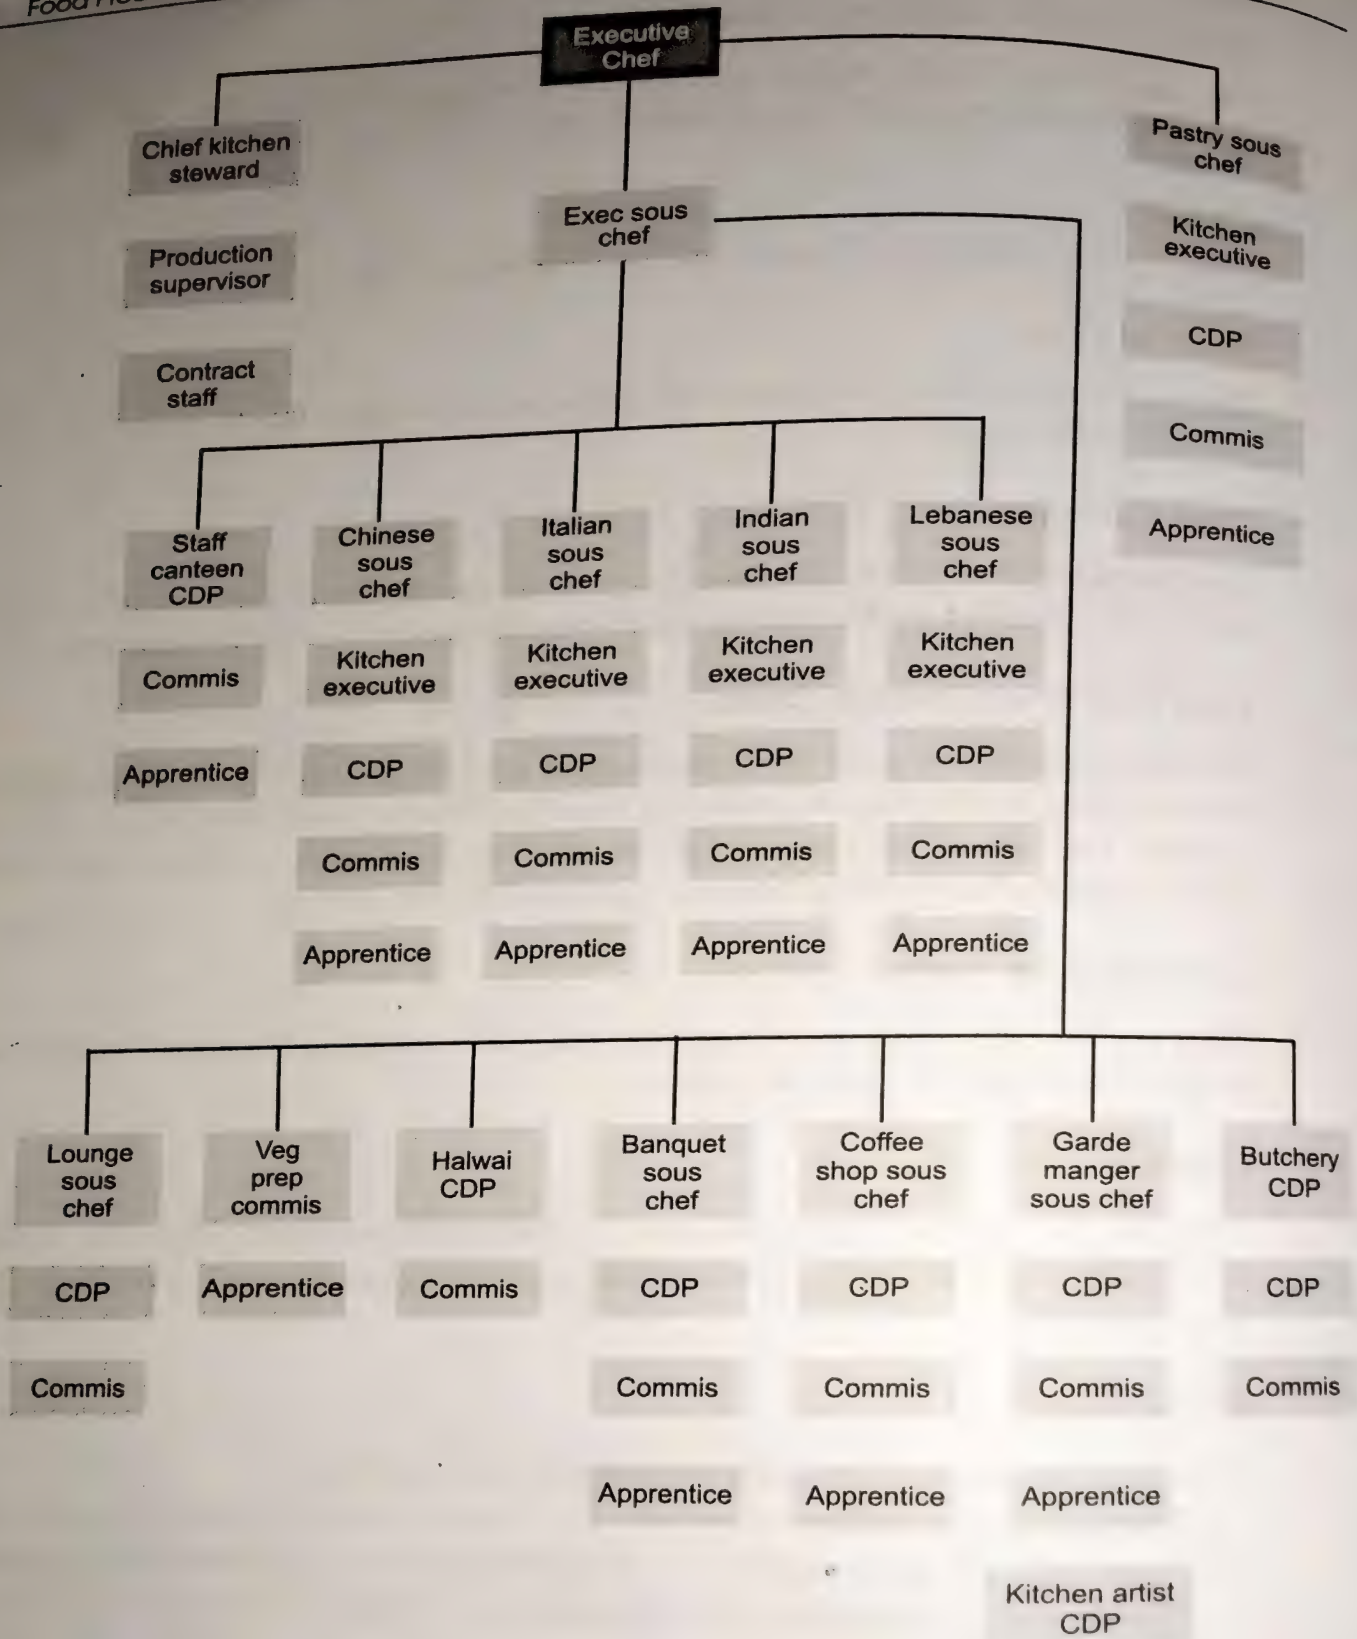 Food
Executive
Chef
Chief kitchen
steward
Production
supervisor
Contract
staff
Exec sous
chef
Pastry sous
chef
Kitchen
executive
CDP
Commis
Apprentice
Staff
canteen
CDP
Commis
Apprentice
Chinese
sous
chef
Kitchen
executive
CDP
Commis
Apprentice
Italian
sous
chef
Kitchen
executive
CDP
Commis
Apprentice
Indian
sous
chef
Kitchen
executive
CDP
Commis
Apprentice
Lebanese
sous
chef
Kitchen
executive
CDP
Commis
Apprentice
Lounge
sous
chef
CDP
Commis
Veg
prep
commis
Apprentice
Halwai
CDP
Commis
Banquet
sous
chef
CDP
Commis
Apprentice
Coffee
shop sous
chef
CDP
Commis
Apprentice
Garde
manger
sous chef
CDP
Commis
Apprentice
Kitchen artist
CDP
Butchery
CDP
CDP
Commis